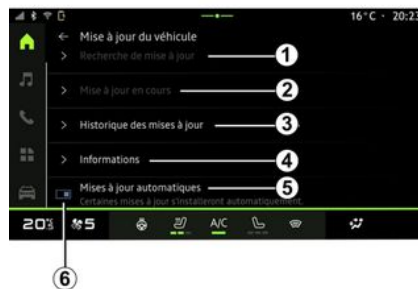 16°C · 20:23
Mise à jour du véhicule
Recherche de mise à jour
1
Mise à jour en cours
2
Historique des mises à jour
3
Informations
4
Mises à jour automatiques
5
Certaines mises à jour s'installeront automatiquement.
20 5 A/C
6